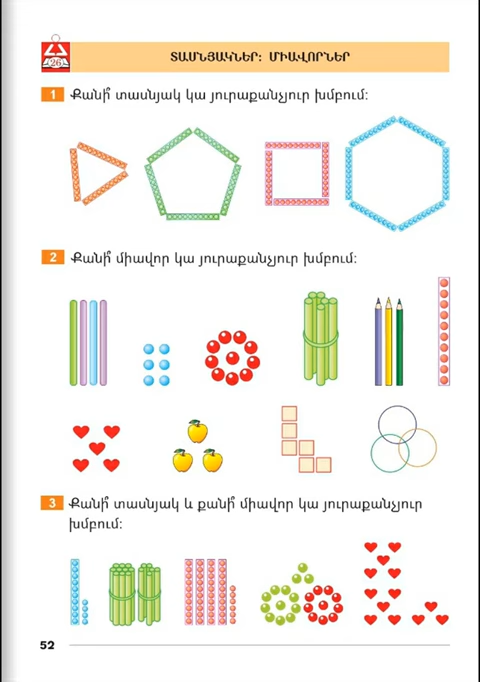 26
ՏԱՍՆՅԱԿՆԵՐ: ՄԻԱՎՈՐՆԵՐ
1 Քանի՞ տասնյակ կա յուրաքանչյուր խմբում:
2 Քանի՞ միավոր կա յուրաքանչյուր խմբում:
3 Քանի՞ տասնյակ և քանի՞ միավոր կա յուրաքանչյուր
խմբում:
52